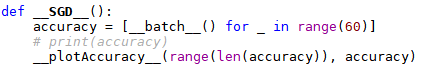 def __SGD__():
    accuracy = [__batch__() for _ in range(60)]
    # print(accuracy)
    __plotAccuracy__(range(len(accuracy)), accuracy)